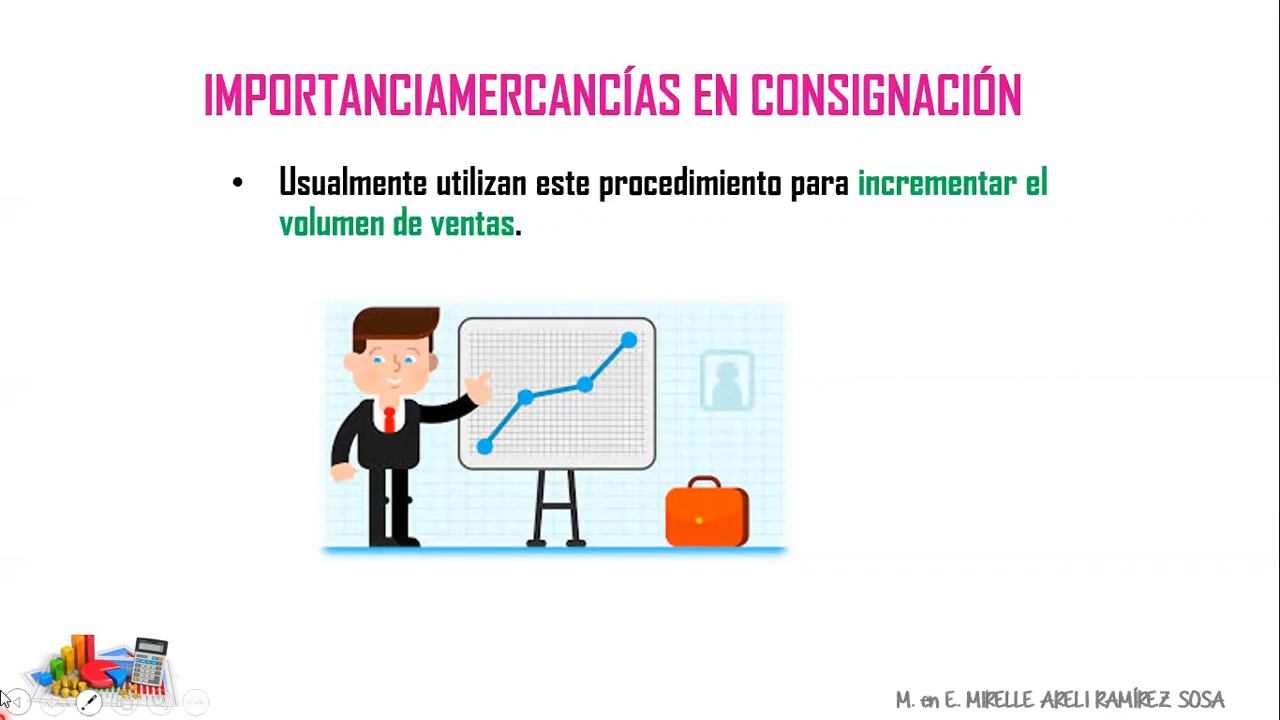 IMPORTANCIAMERCANCÍAS EN CONSIGNACIÓN
• Usualmente utilizan este procedimiento para incrementar el
volumen de ventas.
M. en E. MIRELLE ARELI RAMÍREZ SOSA